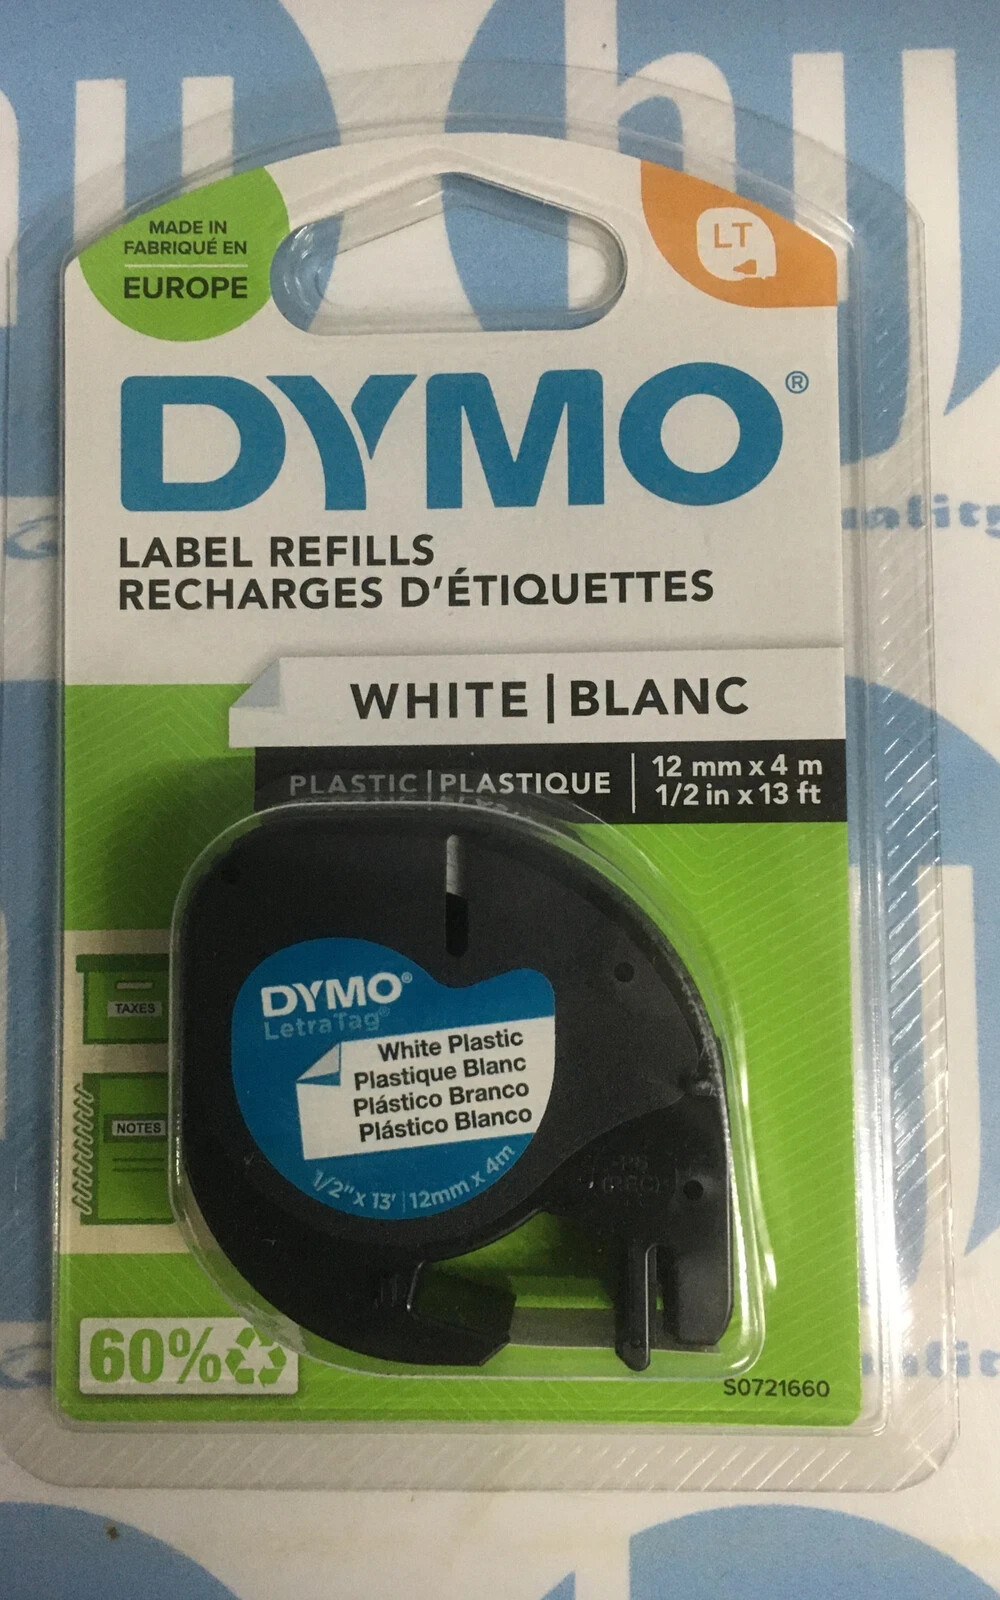 MADE IN
FABRIQUÉ EN
EUROPE
LT
DYMO®
LABEL REFILLS
RECHARGES D'ÉTIQUETTES
WHITE | BLANC
PLASTIC | PLASTIQUE
12 mm x 4 m
1/2 in x 13 ft
TAXES
NOTES
DYMO®
LetraTag®
White Plastic
Plastique Blanc
Plástico Branco
Plástico Blanco
1/2" x 13' | 12mm x 4m
60%
S0721660